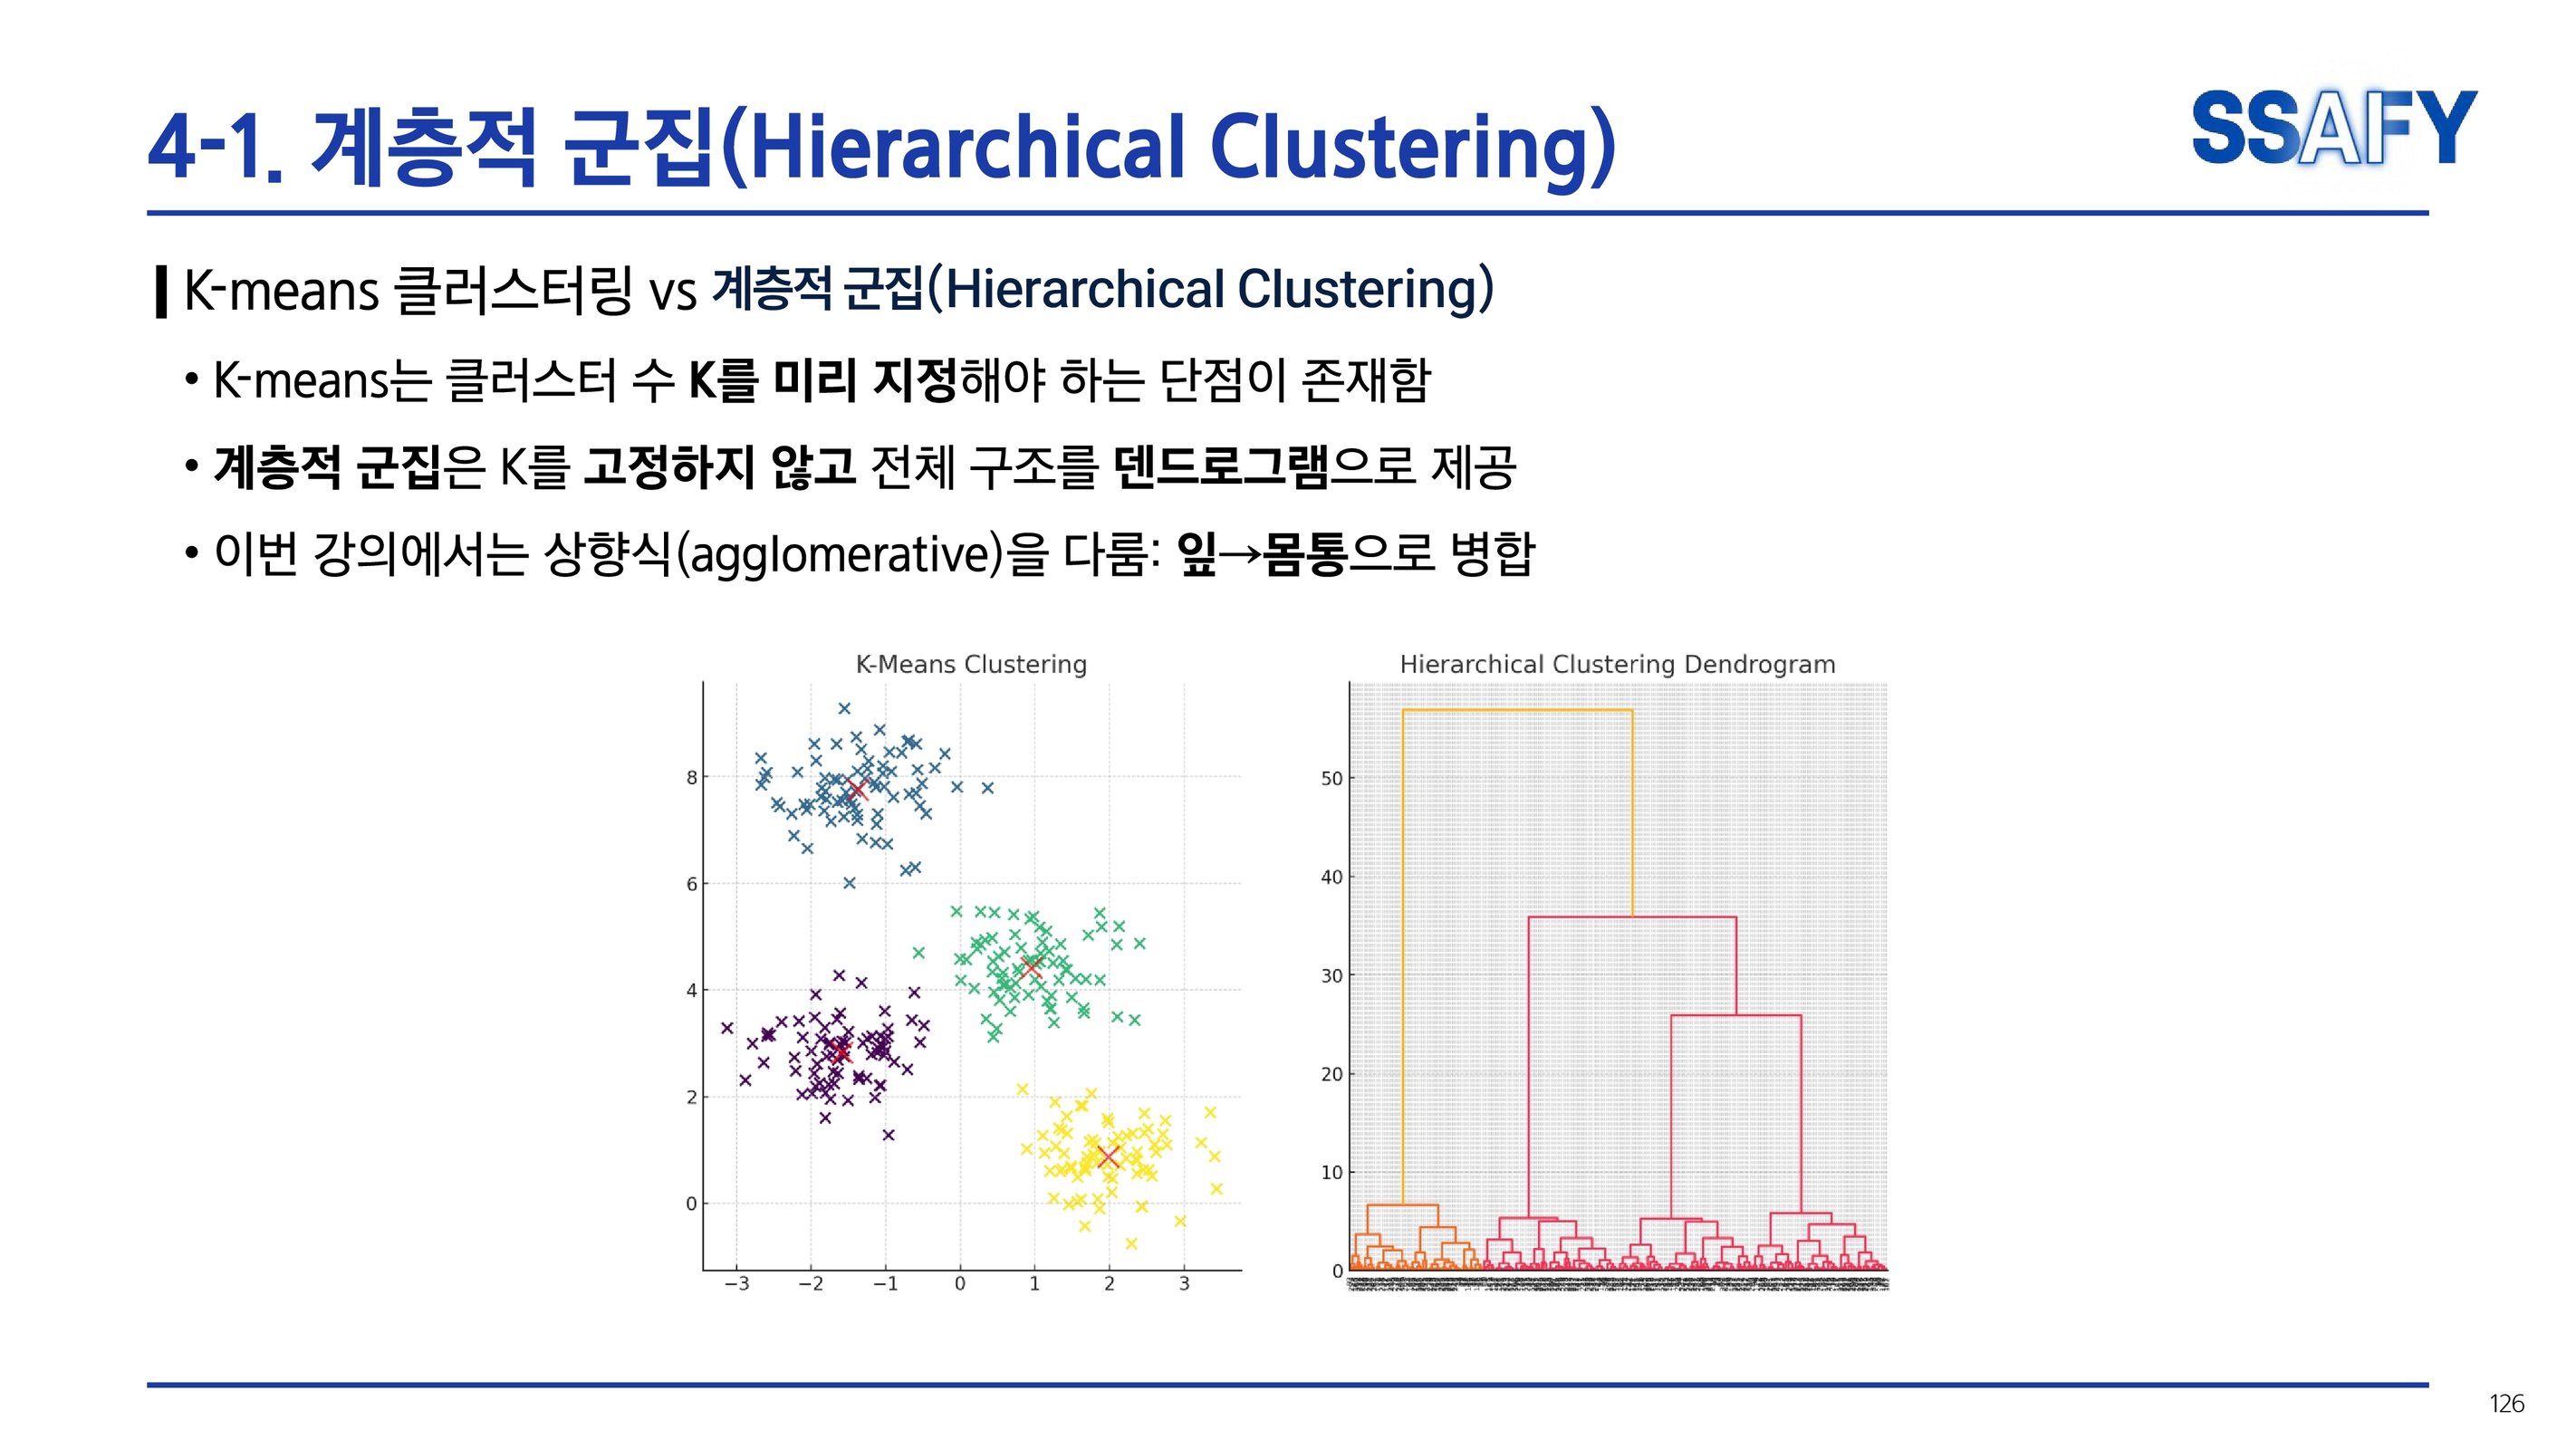 4-1. 계층적 군집(Hierarchical Clustering)
SSAFY
K-means 클러스터링 vs 계층적 군집(Hierarchical Clustering)
• K-means는 클러스터 수 K를 미리 지정해야 하는 단점이 존재함
• 계층적 군집은 K를 고정하지 않고 전체 구조를 덴드로그램으로 제공
• 이번 강의에서는 상향식(agglomerative)을 다룸: 잎→몸통으로 병합
K-Means Clustering
8
6
4
2
0
−3 −2 −1 0 1 2 3
Hierarchical Clustering Dendrogram
50
40
30
20
10
0
126